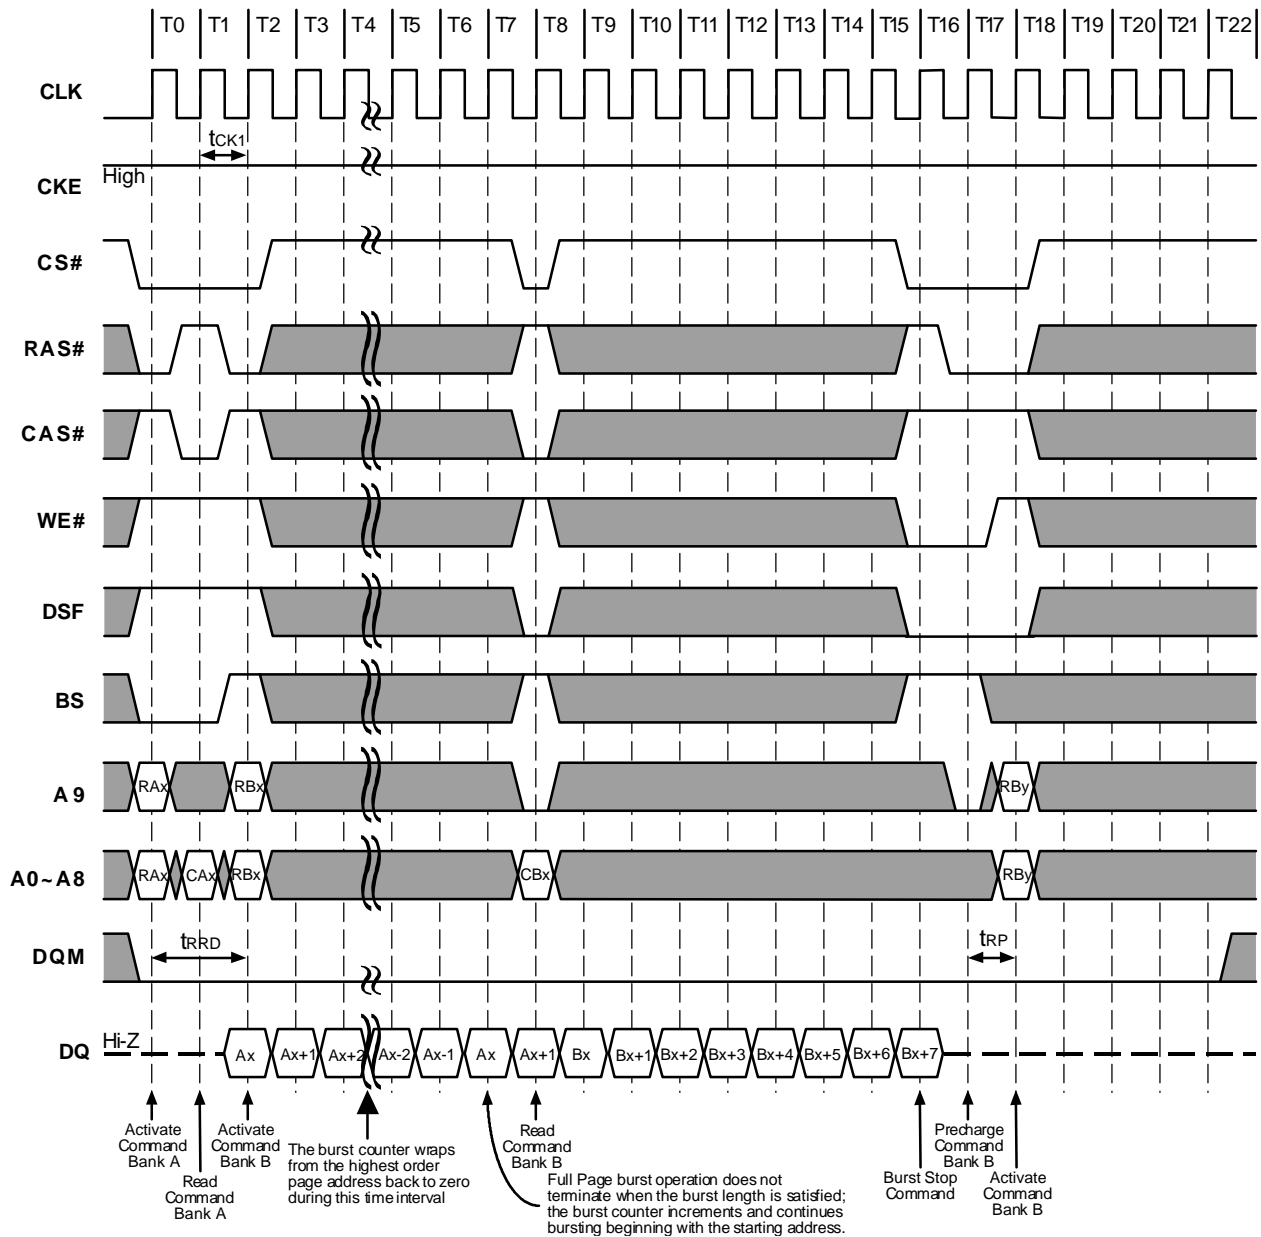 T0 T1 T2 T3 T4 T5 T6 T7 T8 T9 T10 T11 T12 T13 T14 T15 T16 T17 T18 T19 T20 T21 T22
CLK
tCK1
High
CKE
CS#
RAS#
CAS#
WE#
DSF
BS
A9
RAx RBx RBy
A0~A8
RAx CAx RBx CBx RBy
DQM
tRRD
tRP
DQ
Hi-Z
Ax Ax+1 Ax+2 Ax-2 Ax-1 Ax Ax+1 Bx Bx+1 Bx+2 Bx+3 Bx+4 Bx+5 Bx+6 Bx+7
Activate
Command
Bank A
Read
Command
Bank A
Activate
Command
Bank B
The burst counter wraps
from the highest order
page address back to zero
during this time interval
Full Page burst operation does not
terminate when the burst length is satisfied;
the burst counter increments and continues
bursting beginning with the starting address.
Read
Command
Bank B
Burst Stop
Command
Precharge
Command
Bank B
Activate
Command
Bank B